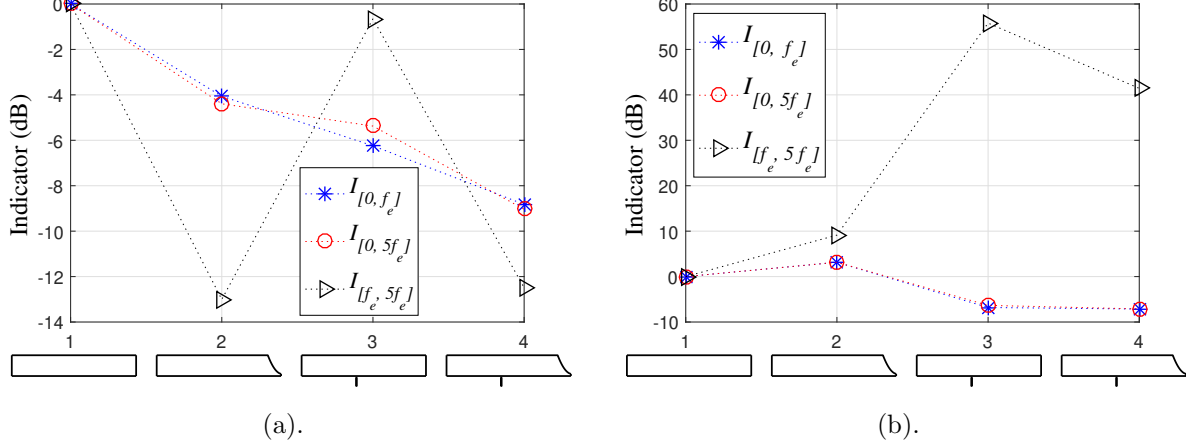 0
-2
-4
-6
-8
-10
-12
-14
Indicator (dB)
I[0, fe]
I[0, 5fe]
I[fe, 5fe]
1 2 3 4
(a).
60
50
40
30
20
10
0
-10
Indicator (dB)
I[0, fe]
I[0, 5fe]
I[fe, 5fe]
1 2 3 4
(b).